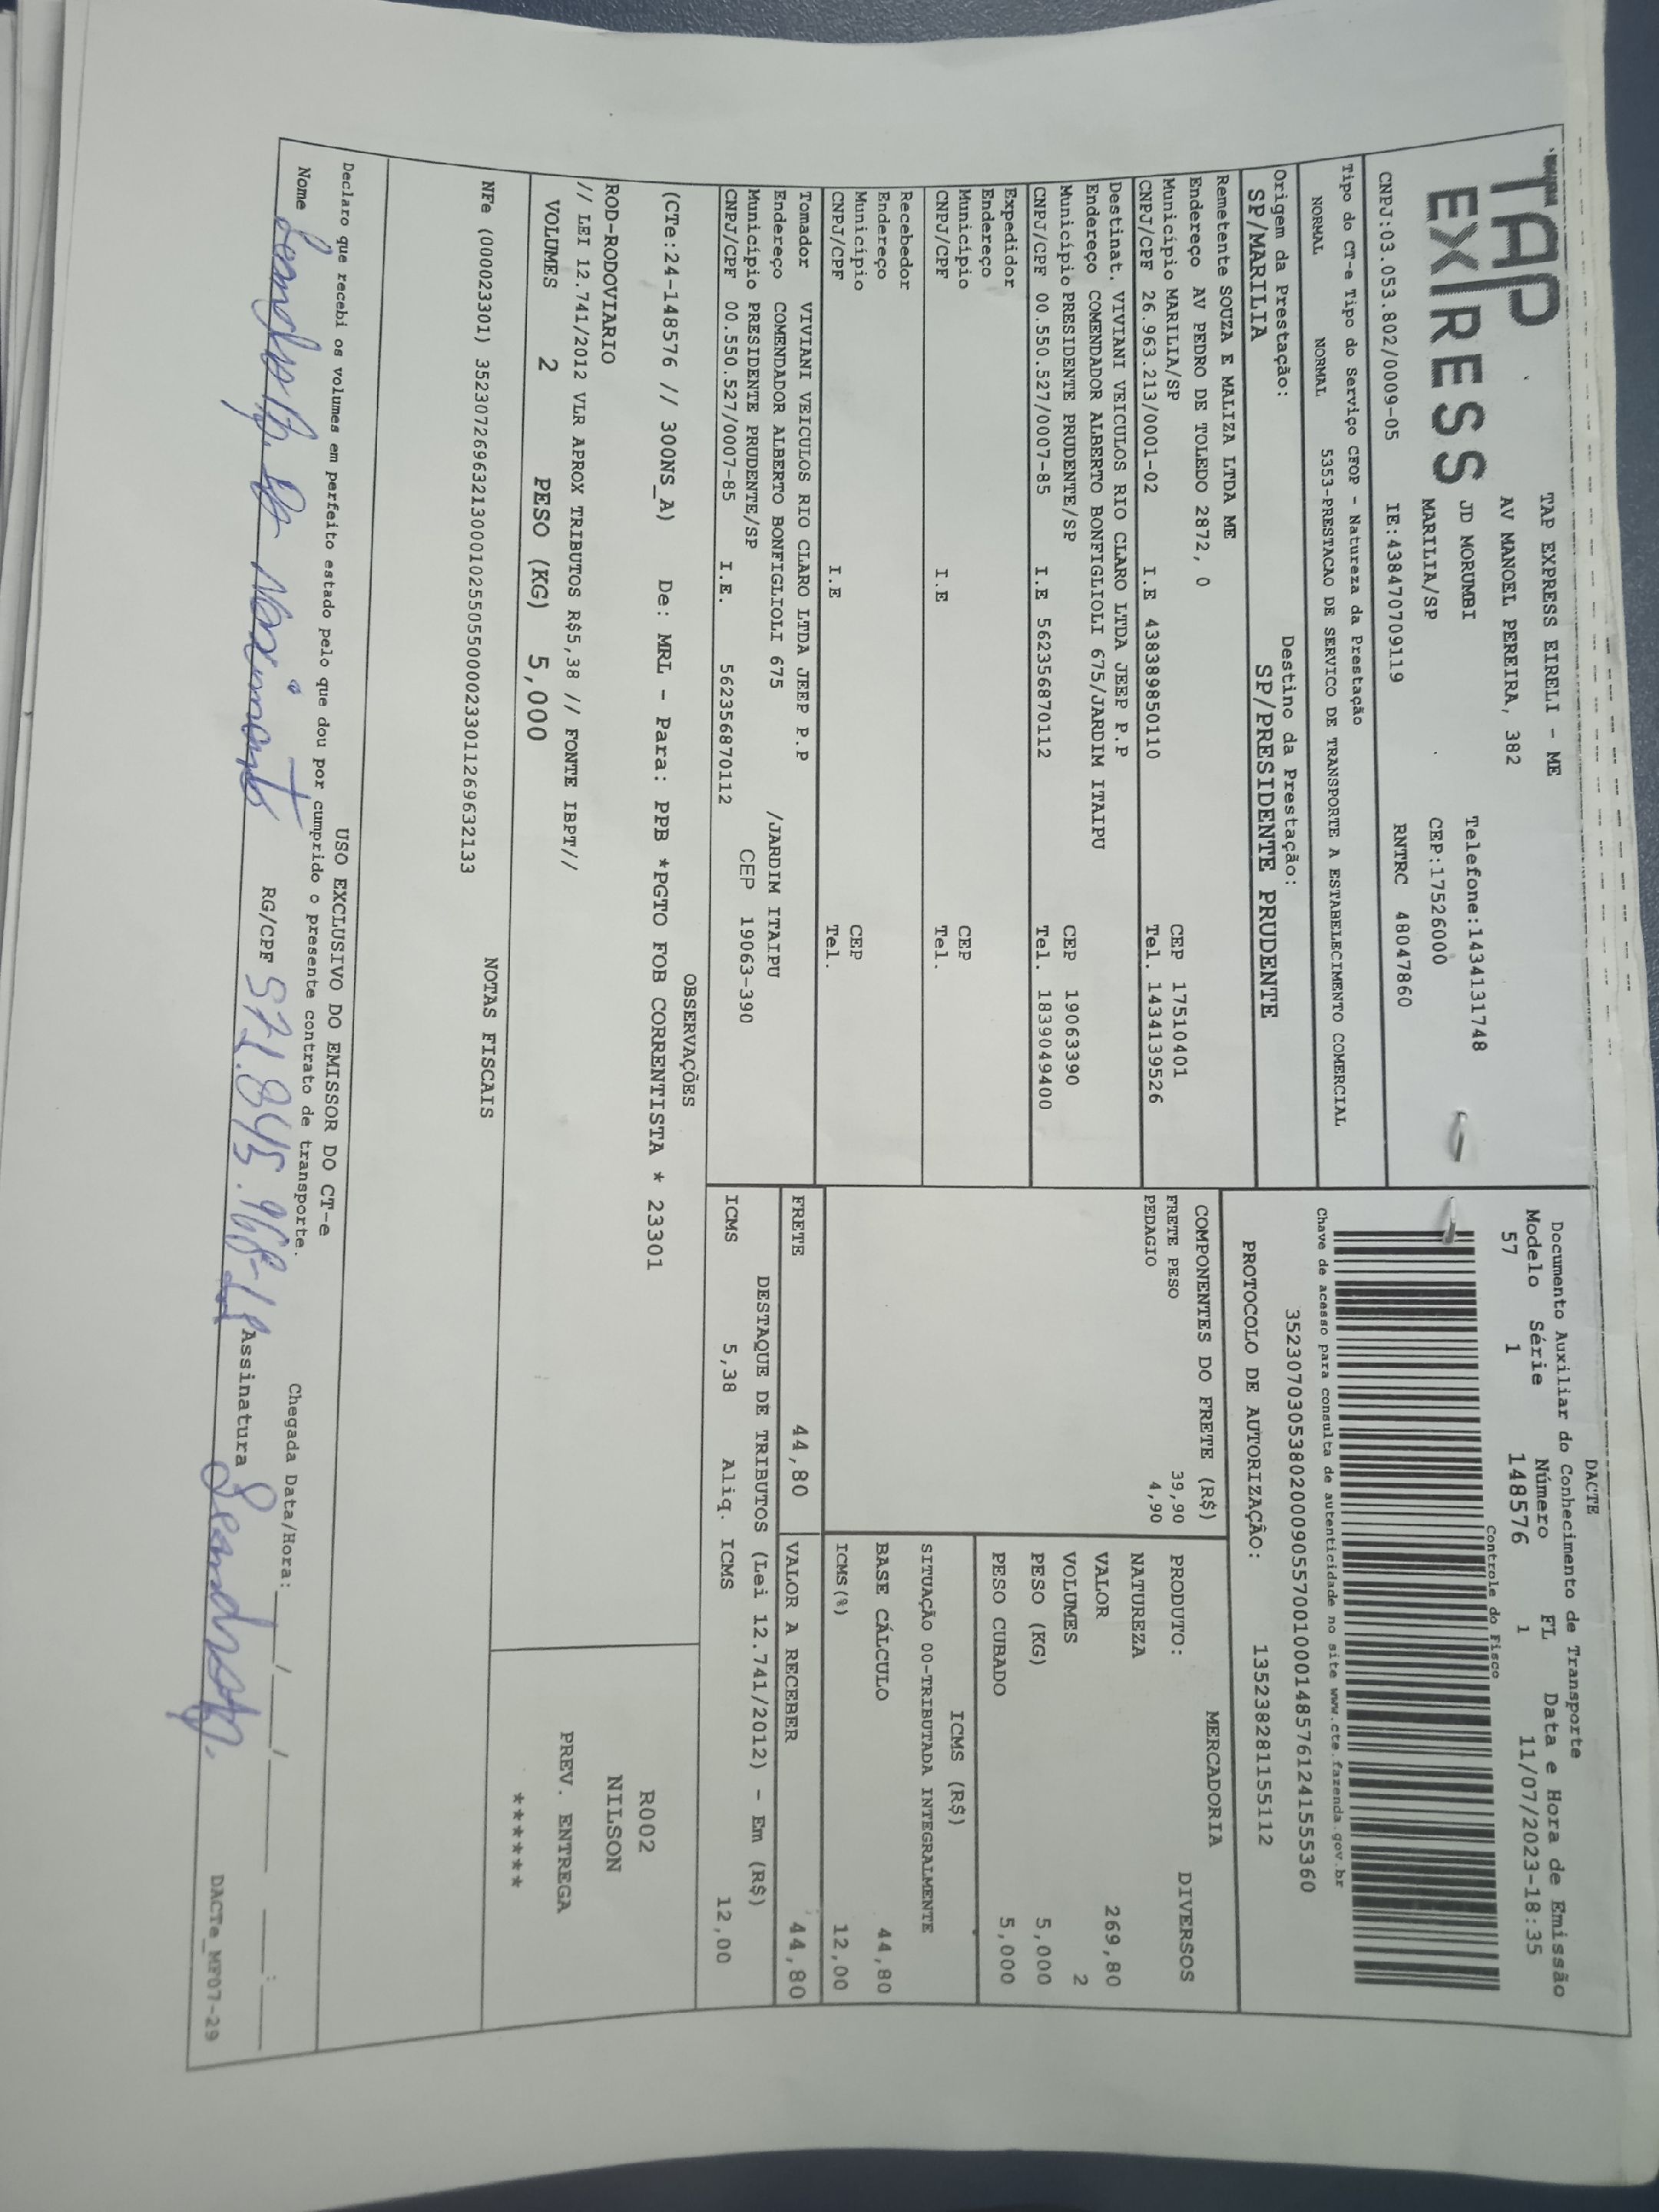 TAP
EXPRESS
TAP EXPRESS EIRELI - ME
AV MANOEL PEREIRA, 382
JD MORUMBI Telefone:1434131748
MARILIA/SP CEP:17526000
CNPJ:03.053.802/0009-05 IE:438470709119 RNTRC 48047860
Tipo do CT-e Tipo do Serviço CFOP - Natureza da Prestação
NORMAL NORMAL 5353-PRESTACAO DE SERVICO DE TRANSPORTE A ESTABELECIMENTO COMERCIAL
Origem da Prestação: Destino da Prestação:
SP/MARILIA SP/PRESIDENTE PRUDENTE
DACTE
Documento Auxiliar do Conhecimento de Transporte
Modelo Série Número FL Data e Hora de Emissão
57 1 148576 1 11/07/2023-18:35
Controle do Fisco
Chave de acesso para consulta de autenticidade no site www.cte.fazenda.gov.br
35230703053802000905570010001485761241555360
PROTOCOLO DE AUTORIZAÇÃO: 135238281155112
Remetente SOUZA E MALIZA LTDA ME
Endereço AV PEDRO DE TOLEDO 2872, 0
Município MARILIA/SP CEP 17510401
CNPJ/CPF 26.963.213/0001-02 I.E 438389850110 Tel. 1434139526
Destinat. VIVIANI VEICULOS RIO CLARO LTDA JEEP P.P
Endereço COMENDADOR ALBERTO BONFIGLIOLI 675/JARDIM ITAIPU
Município PRESIDENTE PRUDENTE/SP CEP 19063390
CNPJ/CPF 00.550.527/0007-85 I.E 562356870112 Tel. 1839049400
Expedidor
Endereço
Município CEP
CNPJ/CPF I.E Tel.
Recebedor
Endereço
Município CEP
CNPJ/CPF I.E Tel.
Tomador VIVIANI VEICULOS RIO CLARO LTDA JEEP P.P
Endereço COMENDADOR ALBERTO BONFIGLIOLI 675 /JARDIM ITAIPU
Município PRESIDENTE PRUDENTE/SP CEP 19063-390
CNPJ/CPF 00.550.527/0007-85 I.E. 562356870112
COMPONENTES DO FRETE (R$)
FRETE PESO 39,90
PEDAGIO 4,90
MERCADORIA
PRODUTO: DIVERSOS
NATUREZA
VALOR 269,80
VOLUMES 2
PESO (KG) 5,000
PESO CUBADO 5,000
ICMS (R$)
SITUAÇÃO 00-TRIBUTADA INTEGRALMENTE
BASE CÁLCULO 44,80
ICMS(%) 12,00
FRETE 44,80 VALOR A RECEBER 44,80
DESTAQUE DE TRIBUTOS (Lei 12.741/2012) - Em (R$)
ICMS 5,38 Aliq. ICMS 12,00
OBSERVAÇÕES
(CTe:24-148576 // 300NS_A) De: MRL - Para: PPB *PGTO FOB CORRENTISTA * 23301
ROD-RODOVIARIO
// LEI 12.741/2012 VLR APROX TRIBUTOS R$5,38 // FONTE IBPT//
VOLUMES 2 PESO (KG) 5,000
R002
NILSON
PREV. ENTREGA
******
NOTAS FISCAIS
NFe (000023301) 35230726963213000102550550000233011269632133
USO EXCLUSIVO DO EMISSOR DO CT-e
Declaro que recebi os volumes em perfeito estado pelo que dou por cumprido o presente contrato de transporte.
Chegada Data/Hora:____/____/________ ____:____
Nome RG/CPF Assinatura
DACTe_MF07-29